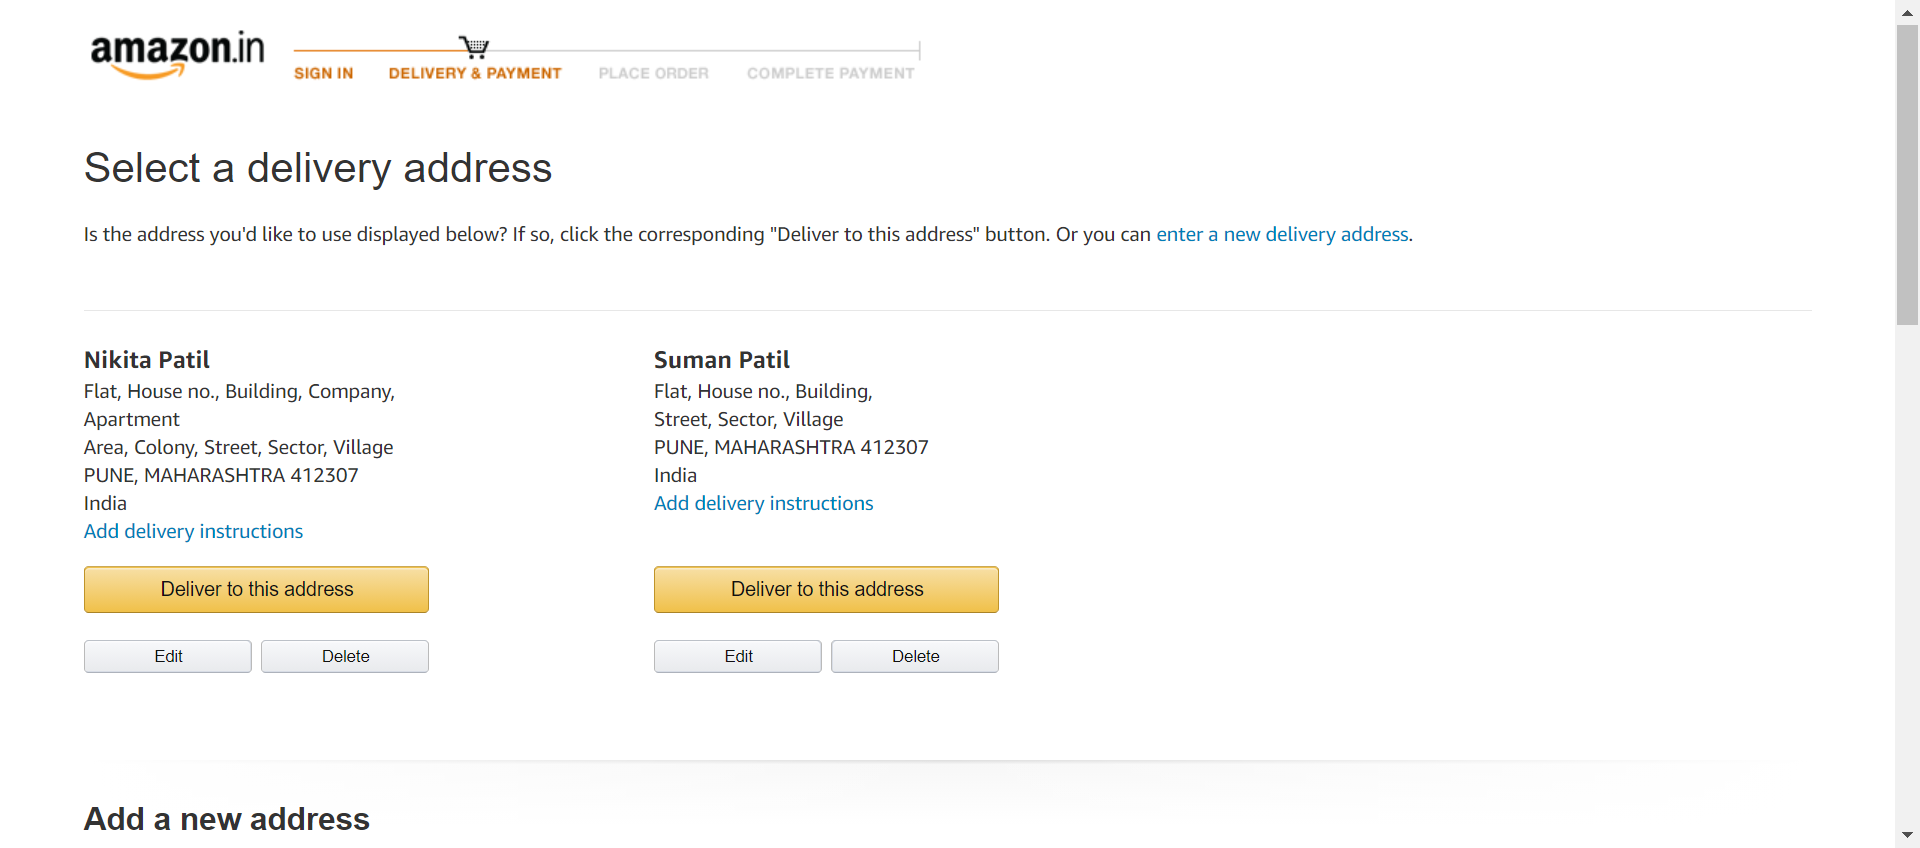 amazon.in
SIGN IN DELIVERY & PAYMENT PLACE ORDER COMPLETE PAYMENT
Select a delivery address
Is the address you'd like to use displayed below? If so, click the corresponding "Deliver to this address" button. Or you can enter a new delivery address.
Nikita Patil
Flat, House no., Building, Company,
Apartment
Area, Colony, Street, Sector, Village
PUNE, MAHARASHTRA 412307
India
Add delivery instructions
Deliver to this address
Edit Delete
Suman Patil
Flat, House no., Building,
Street, Sector, Village
PUNE, MAHARASHTRA 412307
India
Add delivery instructions
Deliver to this address
Edit Delete
Add a new address